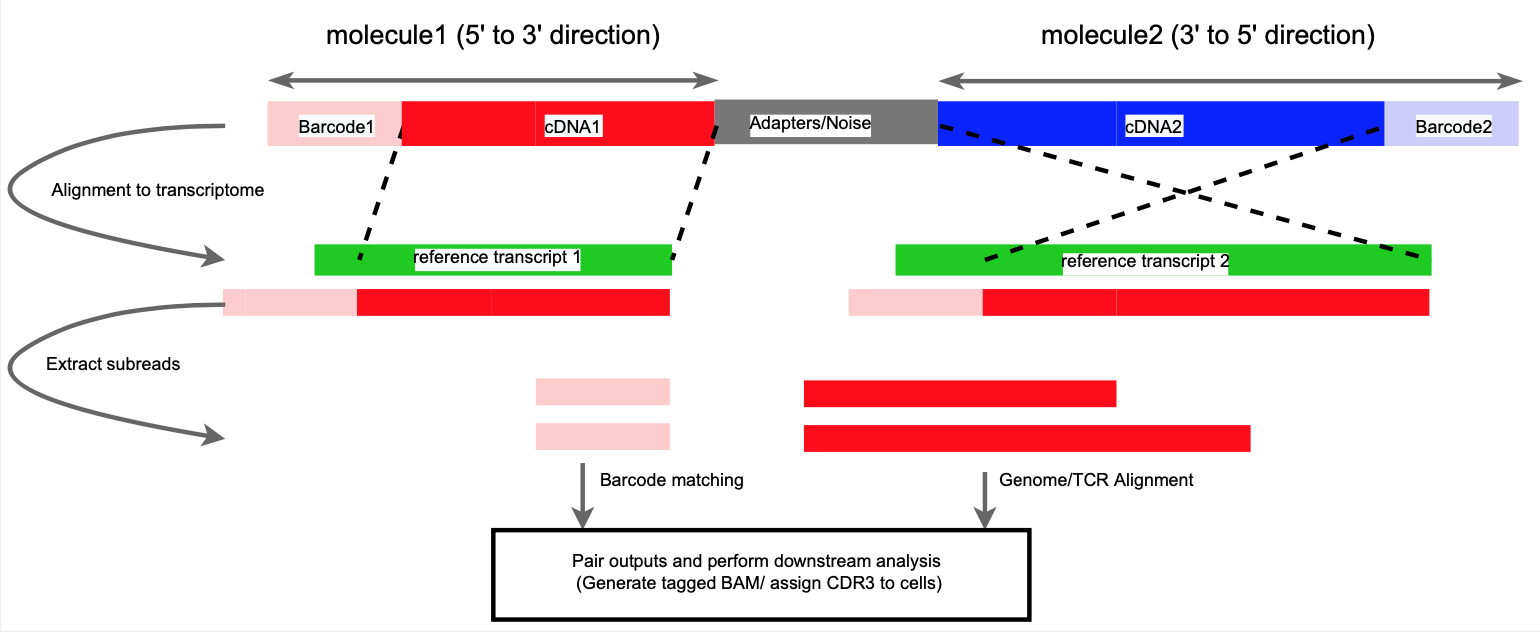 molecule1 (5' to 3' direction)
molecule2 (3' to 5' direction)
Barcode1
cDNA1
Adapters/Noise
cDNA2
Barcode2
Alignment to transcriptome
reference transcript 1
reference transcript 2
Extract subreads
Barcode matching
Genome/TCR Alignment
Pair outputs and perform downstream analysis
(Generate tagged BAM/ assign CDR3 to cells)